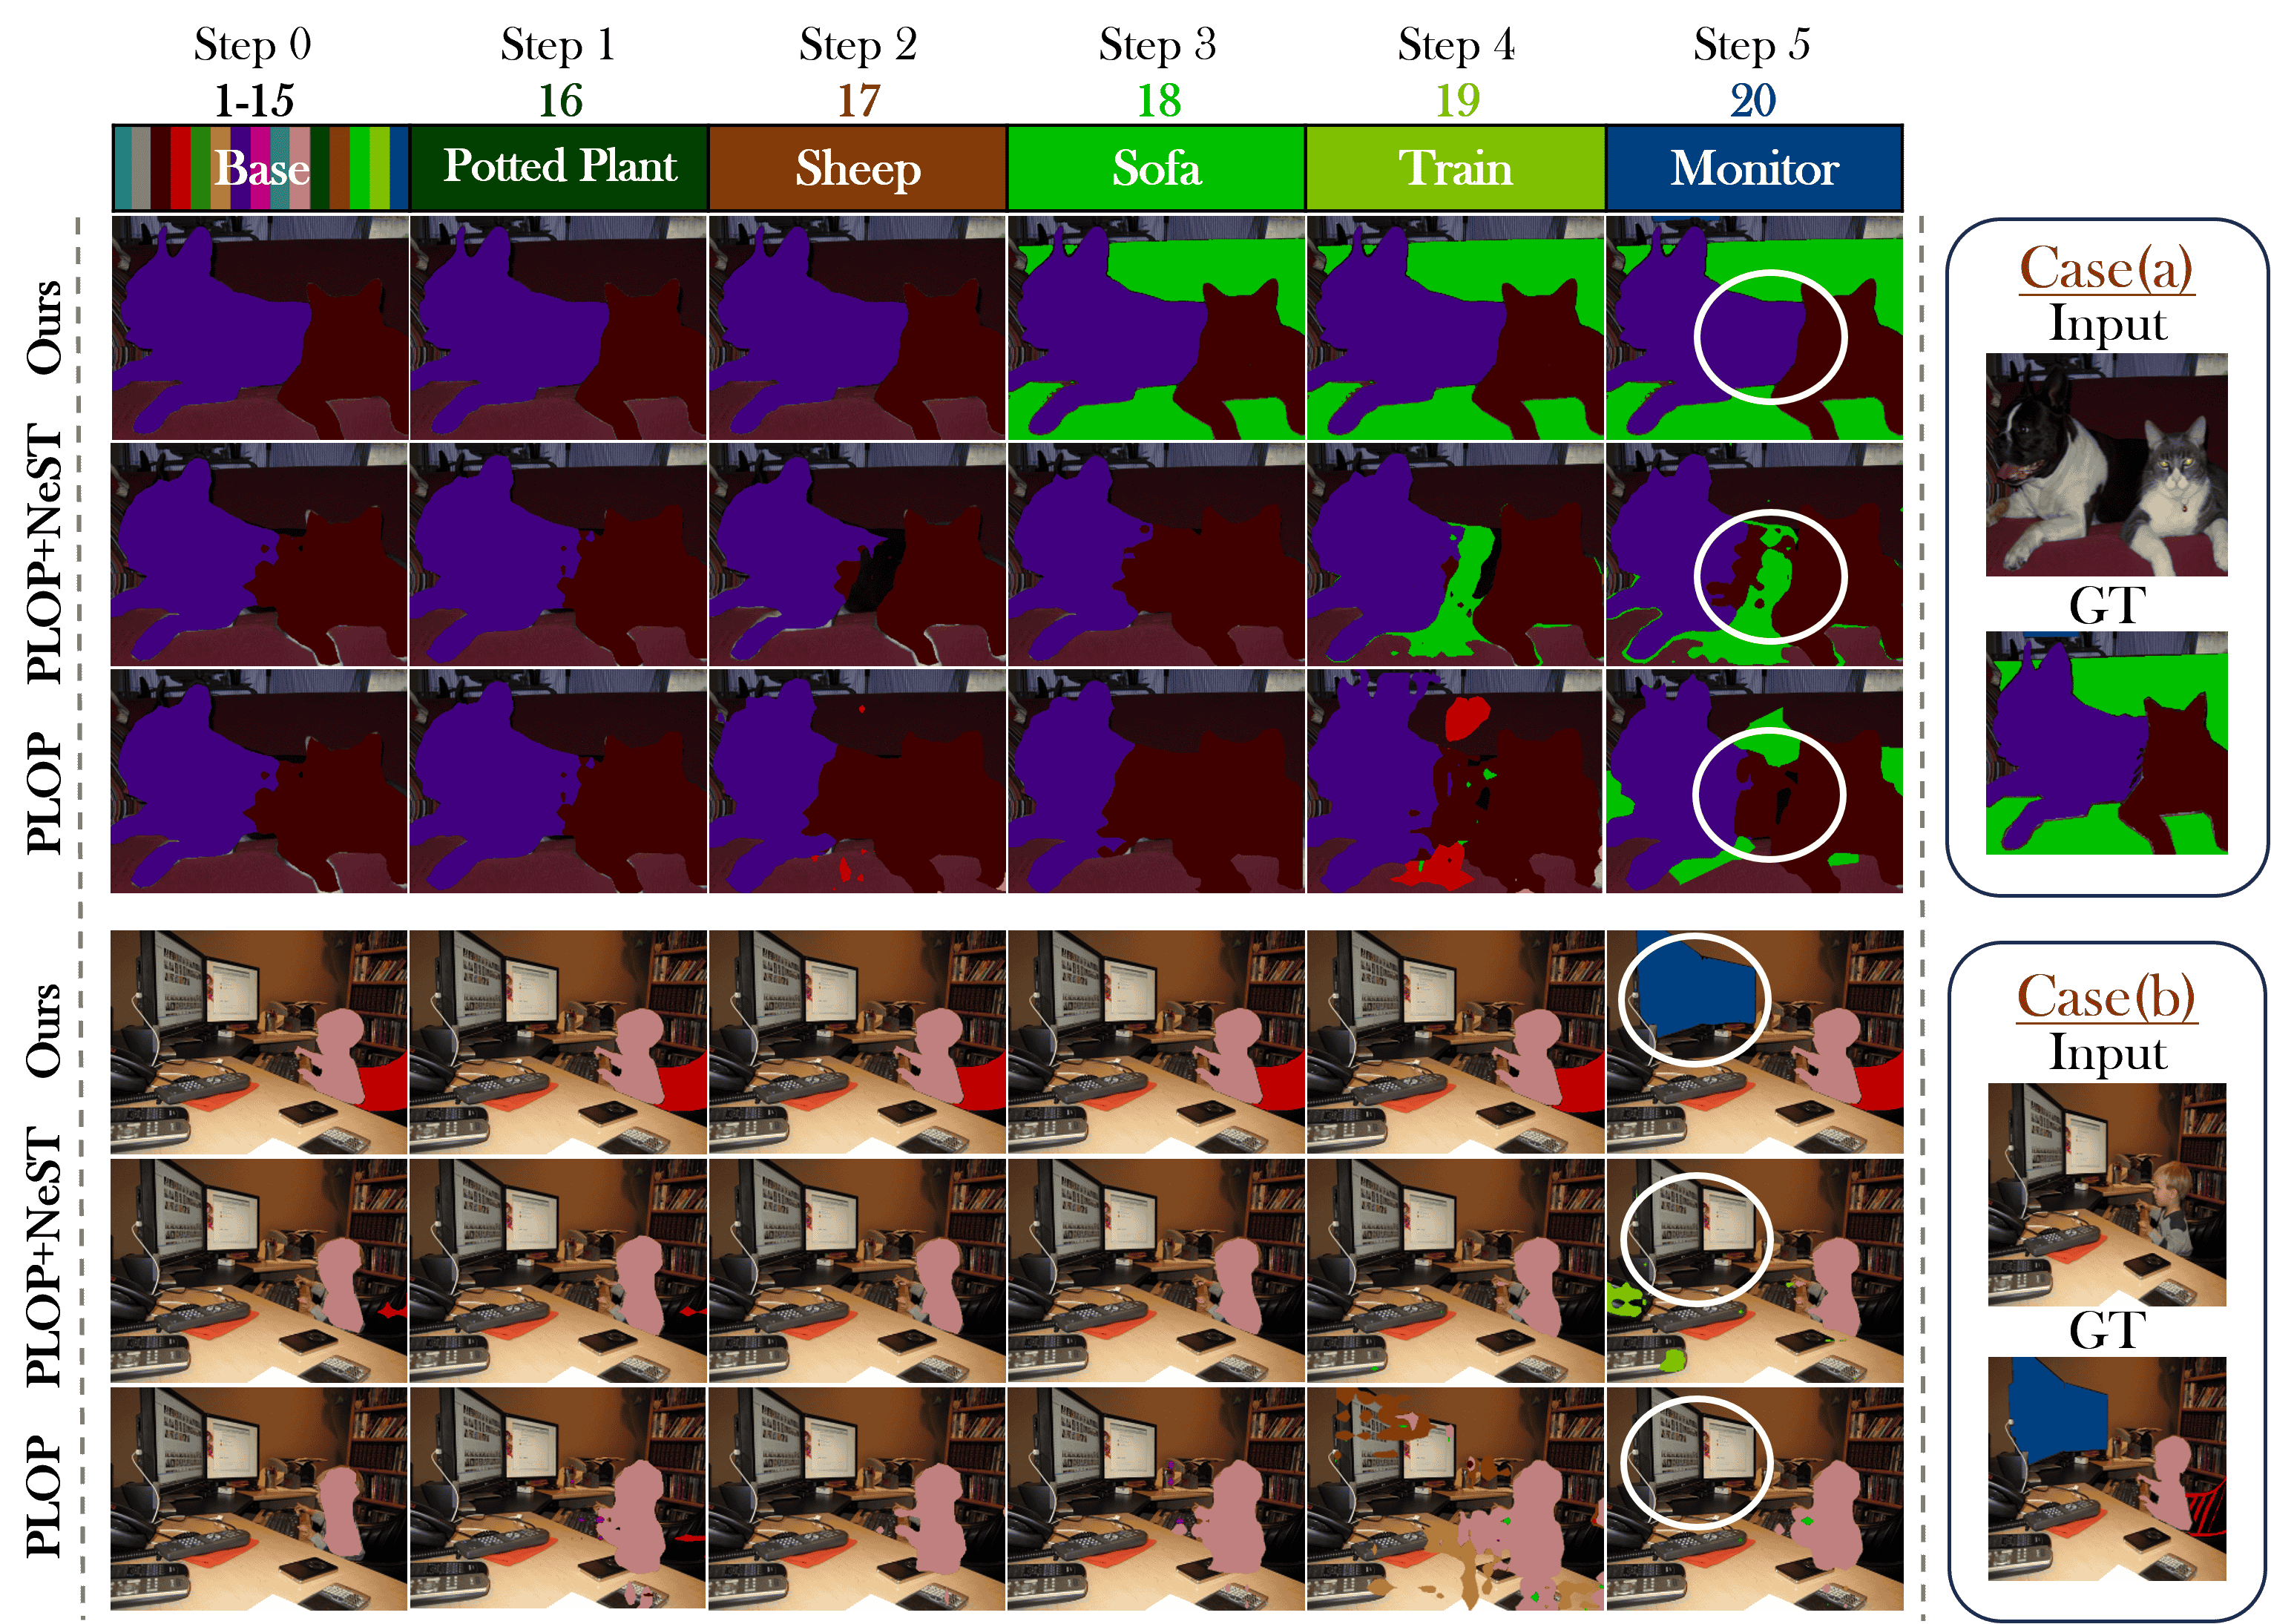 Step 0 Step 1 Step 2 Step 3 Step 4 Step 5
1-15 16 17 18 19 20
Base Potted Plant Sheep Sofa Train Monitor
Ours
PLOP+NeST
PLOP
Case(a)
Input
GT
Ours
PLOP+NeST
PLOP
Case(b)
Input
GT